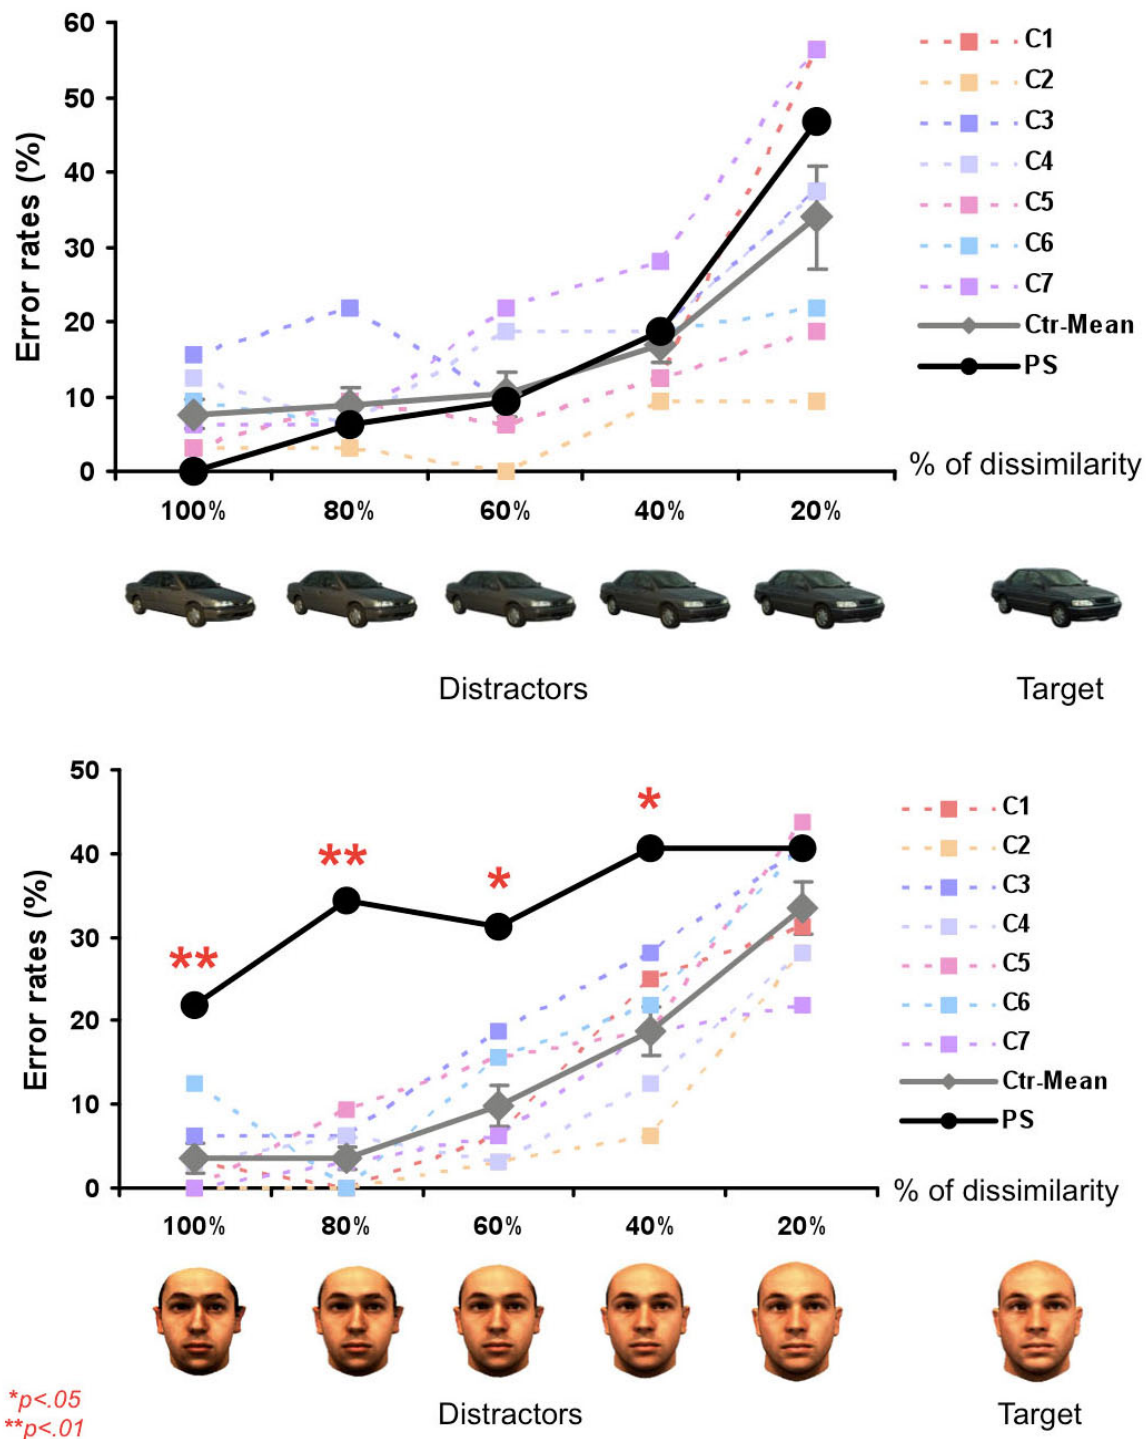 60
50
40
30
20
10
0
Error rates (%)
C1
C2
C3
C4
C5
C6
C7
Ctr-Mean
PS
% of dissimilarity
100% 80% 60% 40% 20%
Distractors Target
50
40
30
20
10
0
Error rates (%)
** ** * *
C1
C2
C3
C4
C5
C6
C7
Ctr-Mean
PS
% of dissimilarity
100% 80% 60% 40% 20%
*p<.05
**p<.01
Distractors Target